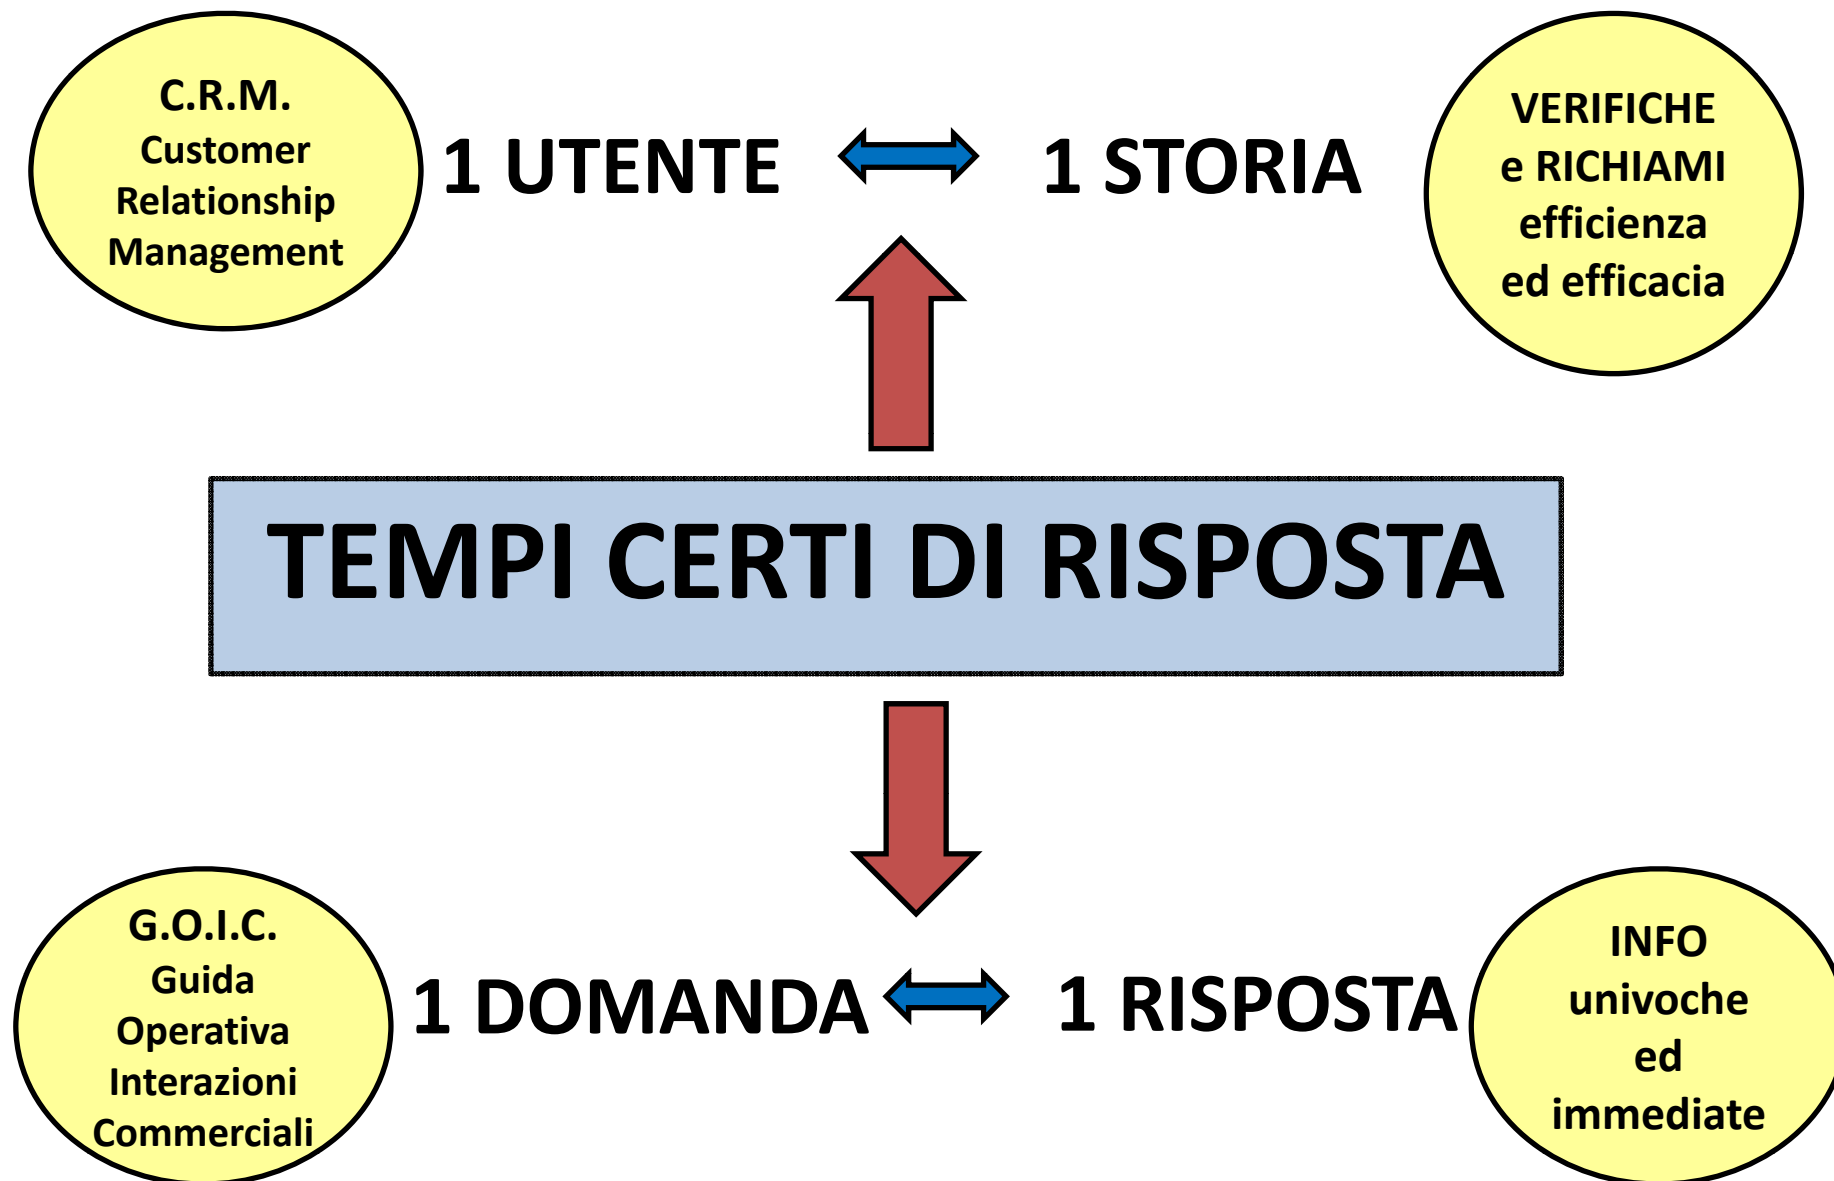 C.R.M.
Customer
Relationship
Management
1 UTENTE
1 STORIA
VERIFICHE
e RICHIAMI
efficienza
ed efficacia
TEMPI CERTI DI RISPOSTA
G.O.I.C.
Guida
Operativa
Interazioni
Commerciali
1 DOMANDA
1 RISPOSTA
INFO
univoche
ed
immediate